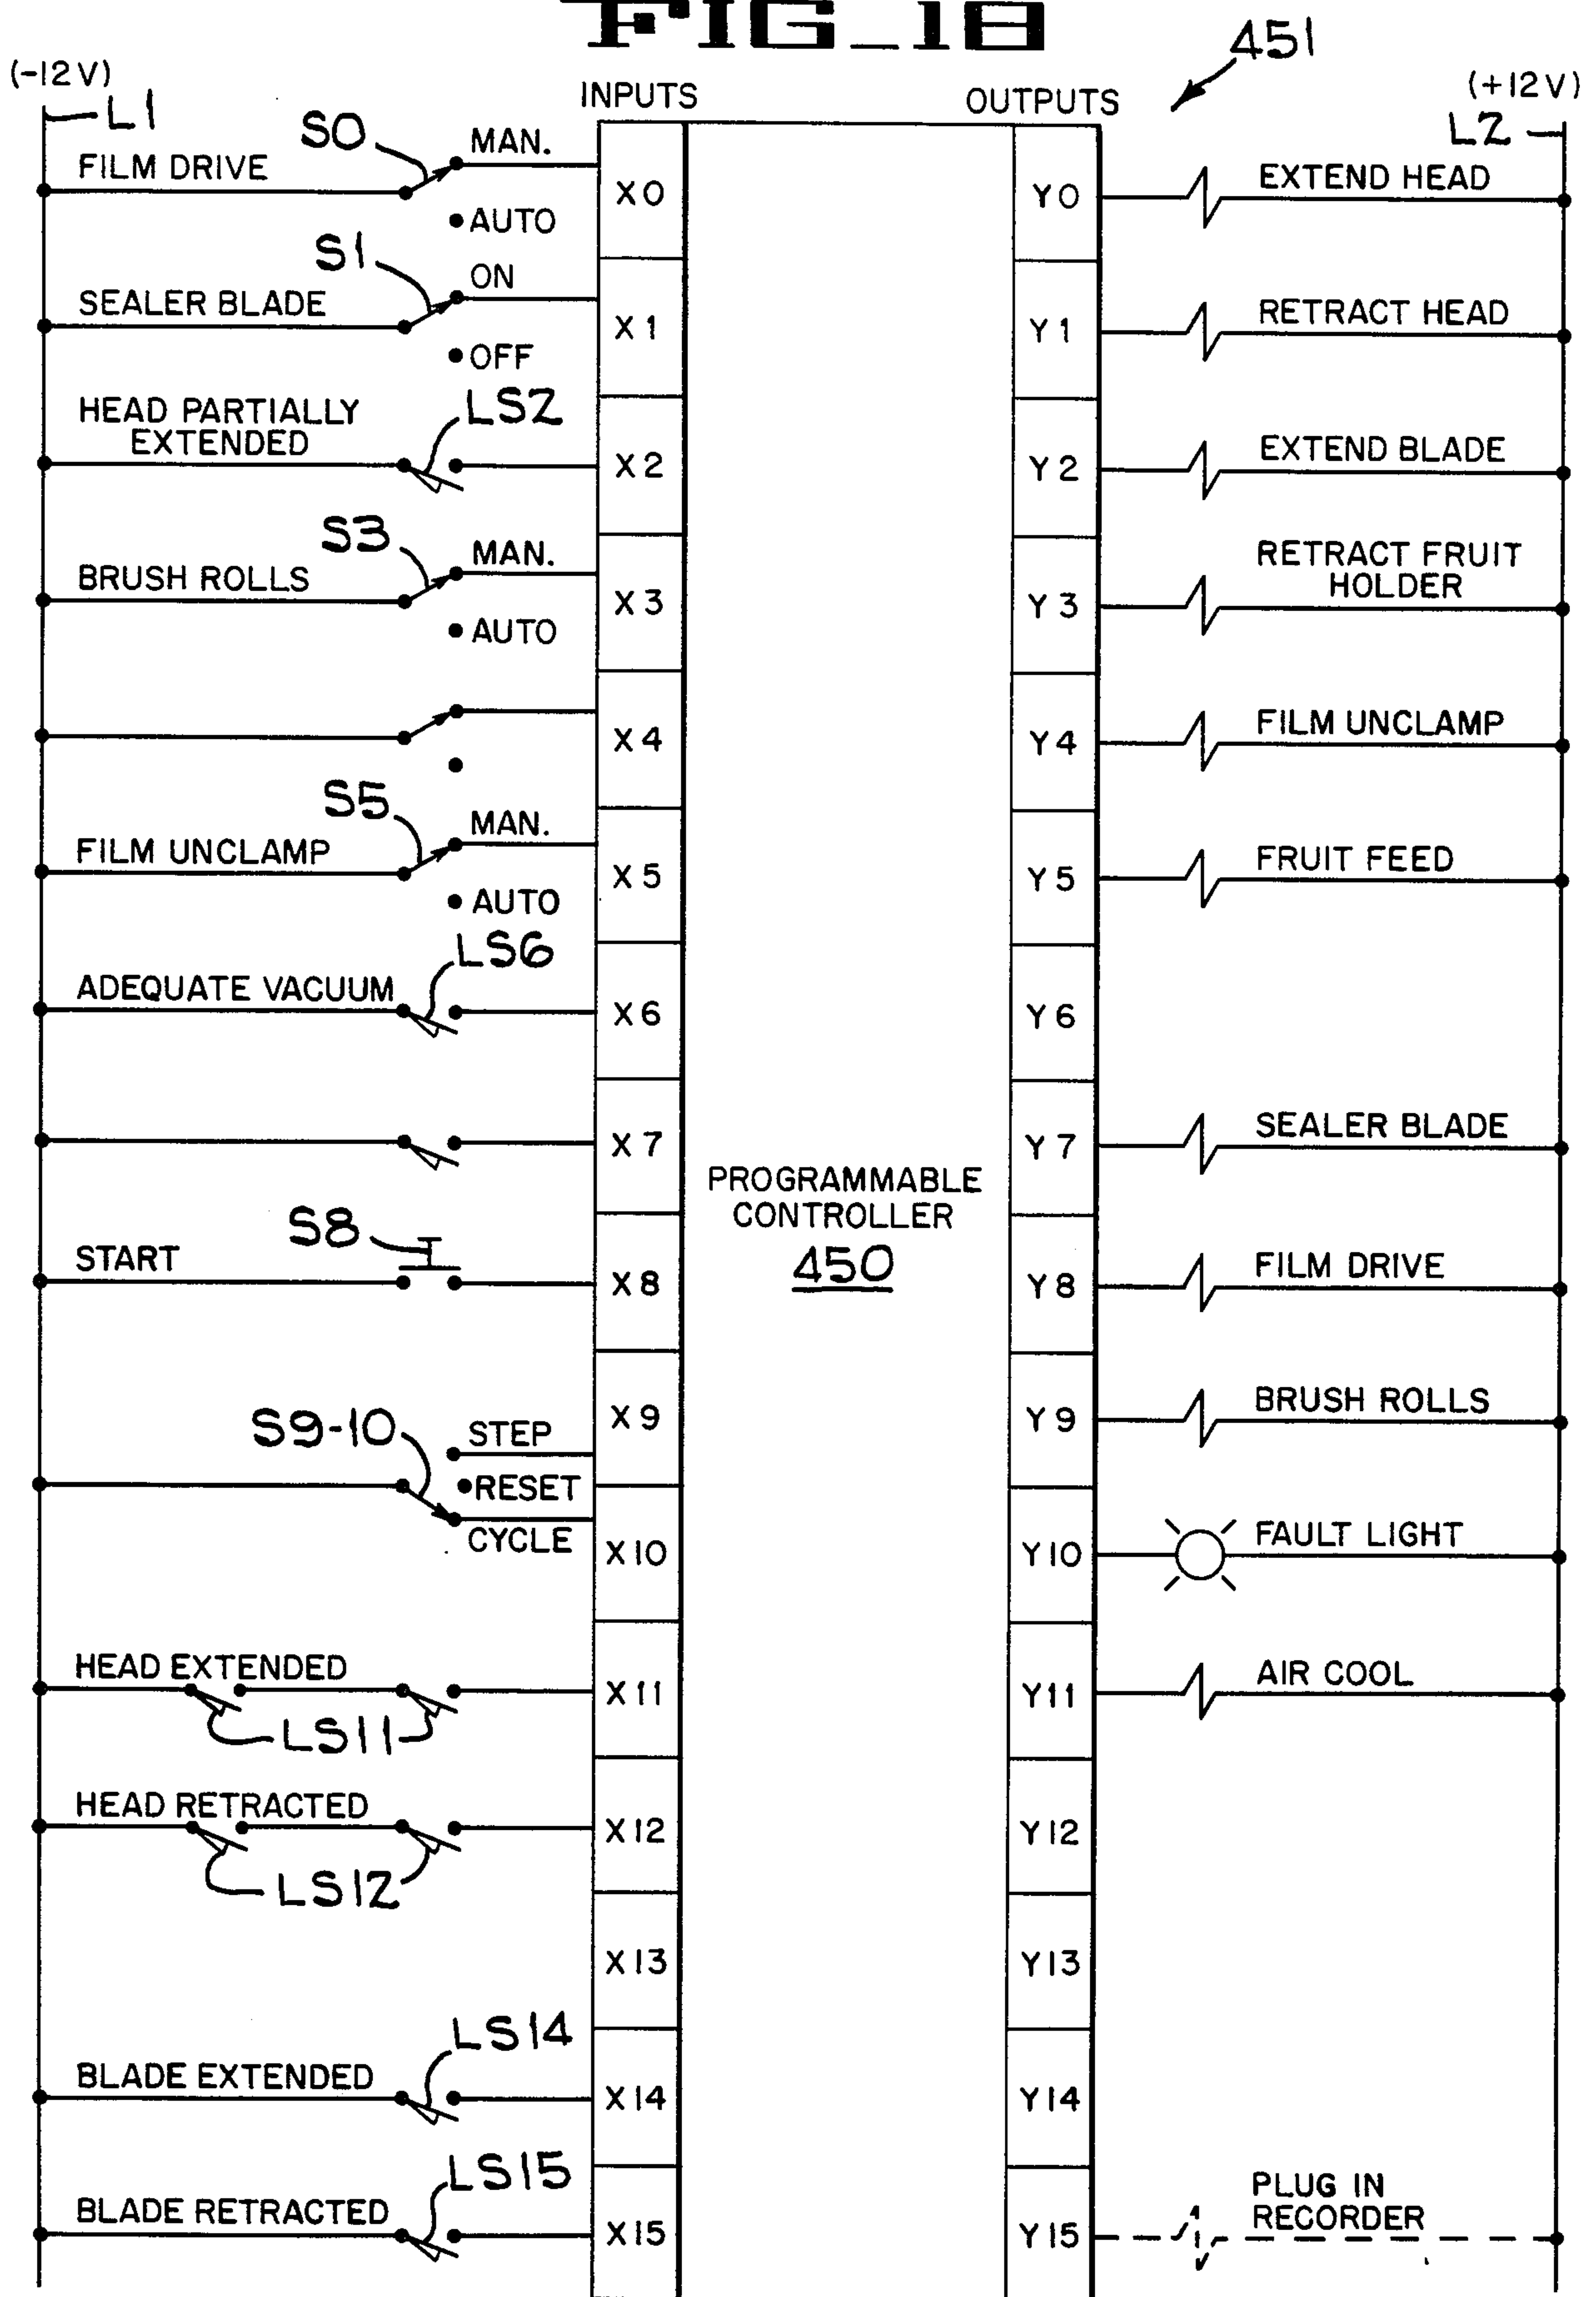 FIG_18
451
(-12V)
(+12V)
INPUTS
OUTPUTS
L1
L2
FILM DRIVE
S0
MAN.
AUTO
X0
Y0
EXTEND HEAD
SEALER BLADE
S1
ON
OFF
X1
Y1
RETRACT HEAD
HEAD PARTIALLY
EXTENDED
LS2
X2
Y2
EXTEND BLADE
BRUSH ROLLS
S3
MAN.
AUTO
X3
Y3
RETRACT FRUIT
HOLDER
X4
Y4
FILM UNCLAMP
FILM UNCLAMP
S5
MAN.
AUTO
X5
Y5
FRUIT FEED
ADEQUATE VACUUM
LS6
X6
Y6
X7
Y7
SEALER BLADE
PROGRAMMABLE
CONTROLLER
450
START
S8
X8
Y8
FILM DRIVE
S9-10
STEP
RESET
CYCLE
X9
Y9
BRUSH ROLLS
X10
Y10
FAULT LIGHT
HEAD EXTENDED
LS11
X11
Y11
AIR COOL
HEAD RETRACTED
LS12
X12
Y12
X13
Y13
BLADE EXTENDED
LS14
X14
Y14
BLADE RETRACTED
LS15
X15
Y15
PLUG IN
RECORDER